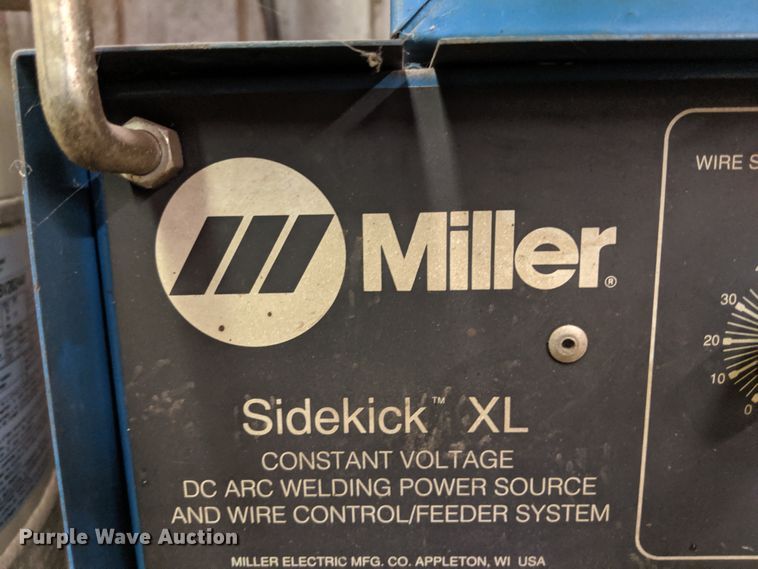 Miller®
WIRE S
30
20
10
0
Sidekick™ XL
CONSTANT VOLTAGE
DC ARC WELDING POWER SOURCE
AND WIRE CONTROL/FEEDER SYSTEM
MILLER ELECTRIC MFG. CO. APPLETON, WI USA
Purple Wave Auction